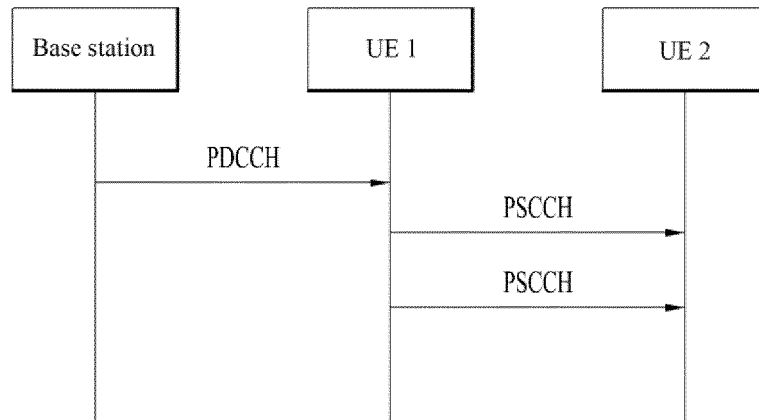 Base station
UE 1
UE 2
PDCCH
PSCCH
PSCCH